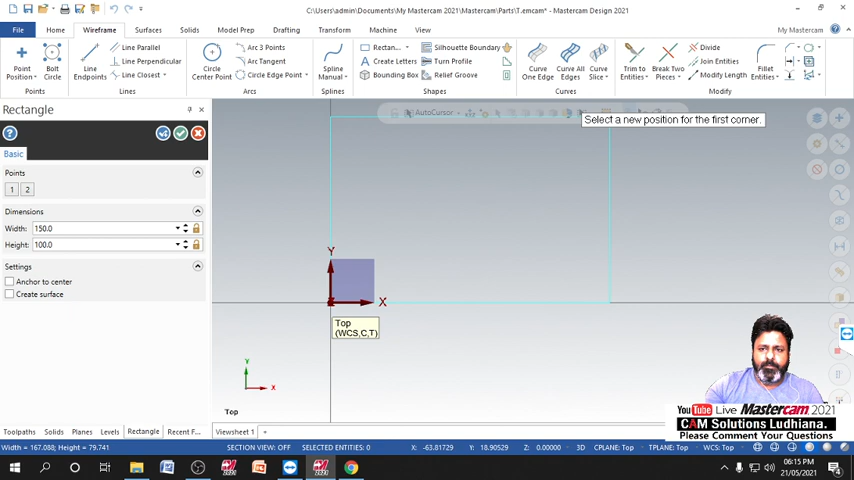 C:\Users\admin\Documents\My Mastercam 2021\Mastercam\Parts\T.emcam* - Mastercam Design 2021
File Home Wireframe Surfaces Solids Model Prep Drafting Transform Machine View My Mastercam
Point Position Bolt Circle
Points
Line Endpoints
Line Parallel
Line Perpendicular
Line Closest
Lines
Circle Center Point
Arc 3 Points
Arc Tangent
Circle Edge Point
Arcs
Spline Manual
Splines
Rectan...
Create Letters
Bounding Box
Silhouette Boundary
Turn Profile
Relief Groove
Shapes
Curve One Edge Curve All Edges Curve Slice
Curves
Trim to Entities Break Two Pieces
Divide
Join Entities
Modify Length
Fillet Entities
Modify
Rectangle
Basic
Points
1 2
Dimensions
Width: 150.0
Height: 100.0
Settings
Anchor to center
Create surface
AutoCursor
Select a new position for the first corner.
Y
X
Top
(WCS,C,T)
Y
X
Top
YouTube Live Mastercam 2021
CAM Solutions Ludhiana.
Please Comment Your Questions
Toolpaths Solids Planes Levels Rectangle Recent F... Viewsheet 1 +
Width = 167.088; Height = 79.741 SECTION VIEW: OFF SELECTED ENTITIES: 0 X: -63.81729 Y: 18.90529 Z: 0.00000 3D CPLANE: TOP TPLANE: TOP WCS: TOP
06:15 PM
21/05/2021
4